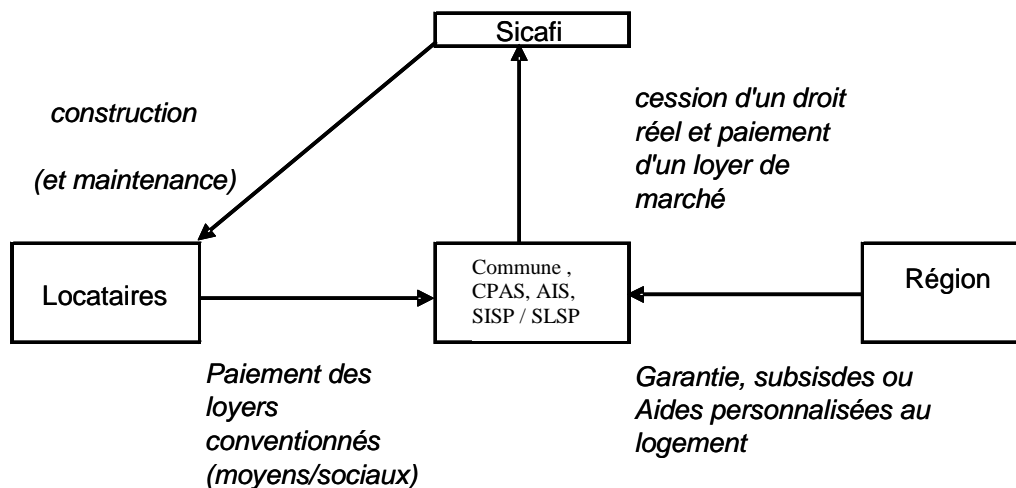 Sicafi
construction
(et maintenance)
cession d'un droit
réel et paiement
d'un loyer de
marché
Locataires
Commune ,
CPAS, AIS,
SISP / SLSP
Région
Paiement des
loyers
conventionnés
(moyens/sociaux)
Garantie, subsisdes ou
Aides personnalisées au
logement